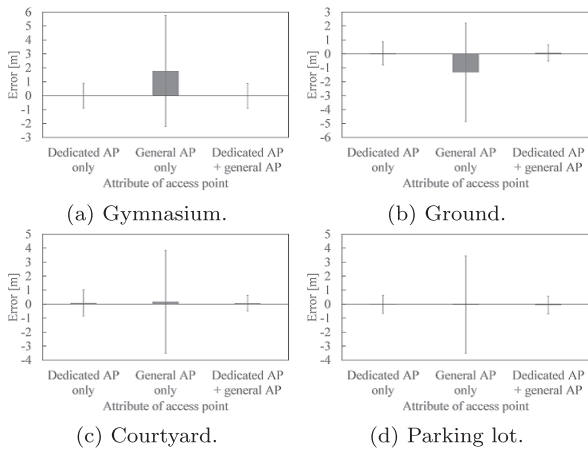 6
5
4
3
2
1
0
-1
-2
-3
Error [m]
Dedicated AP only
General AP only
Dedicated AP + general AP
Attribute of access point
(a) Gymnasium.
3
2
1
0
-1
-2
-3
-4
-5
-6
Error [m]
Dedicated AP only
General AP only
Dedicated AP + general AP
Attribute of access point
(b) Ground.
5
4
3
2
1
0
-1
-2
-3
-4
Error [m]
Dedicated AP only
General AP only
Dedicated AP + general AP
Attribute of access point
(c) Courtyard.
5
4
3
2
1
0
-1
-2
-3
-4
Error [m]
Dedicated AP only
General AP only
Dedicated AP + general AP
Attribute of access point
(d) Parking lot.